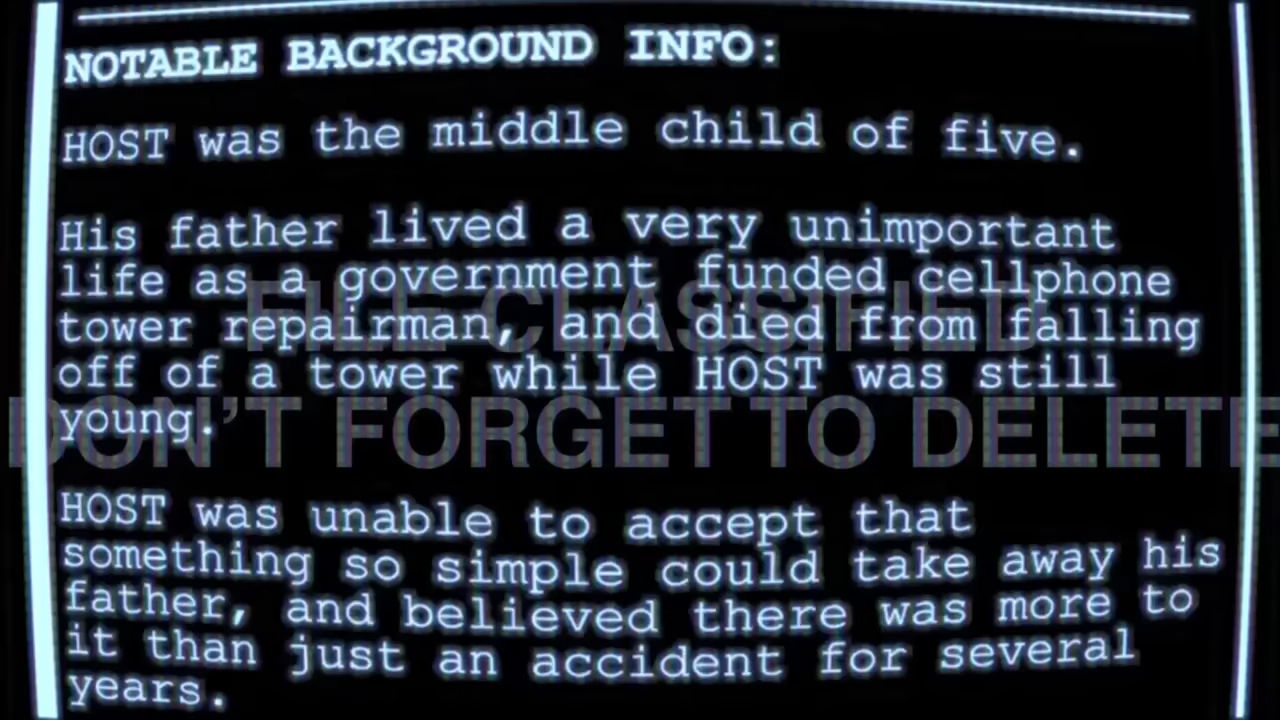 NOTABLE BACKGROUND INFO:
HOST was the middle child of five.
His father lived a very unimportant
life as a government funded cellphone
FILE CLASSIFIED
tower repairman, and died from falling
off of a tower while HOST was still
young.
DON'T FORGET TO DELETE
HOST was unable to accept that
something so simple could take away his
father, and believed there was more to
it than just an accident for several
years.